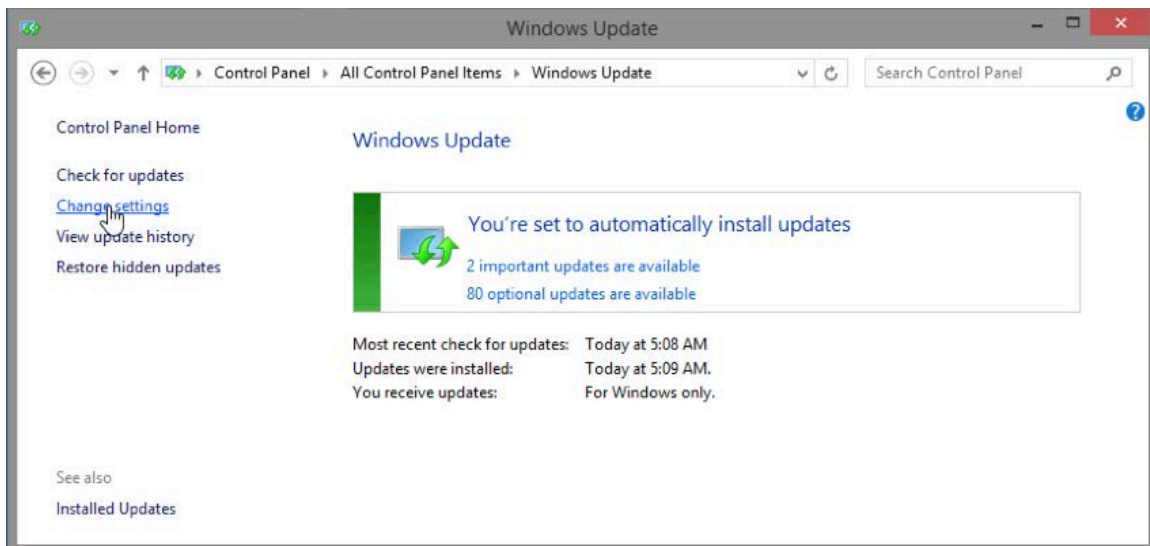 Windows Update
Control Panel All Control Panel Items Windows Update
Search Control Panel
Control Panel Home
Check for updates
Change settings
View update history
Restore hidden updates
See also
Installed Updates
Windows Update
You're set to automatically install updates
2 important updates are available
80 optional updates are available
Most recent check for updates: Today at 5:08 AM
Updates were installed: Today at 5:09 AM.
You receive updates: For Windows only.